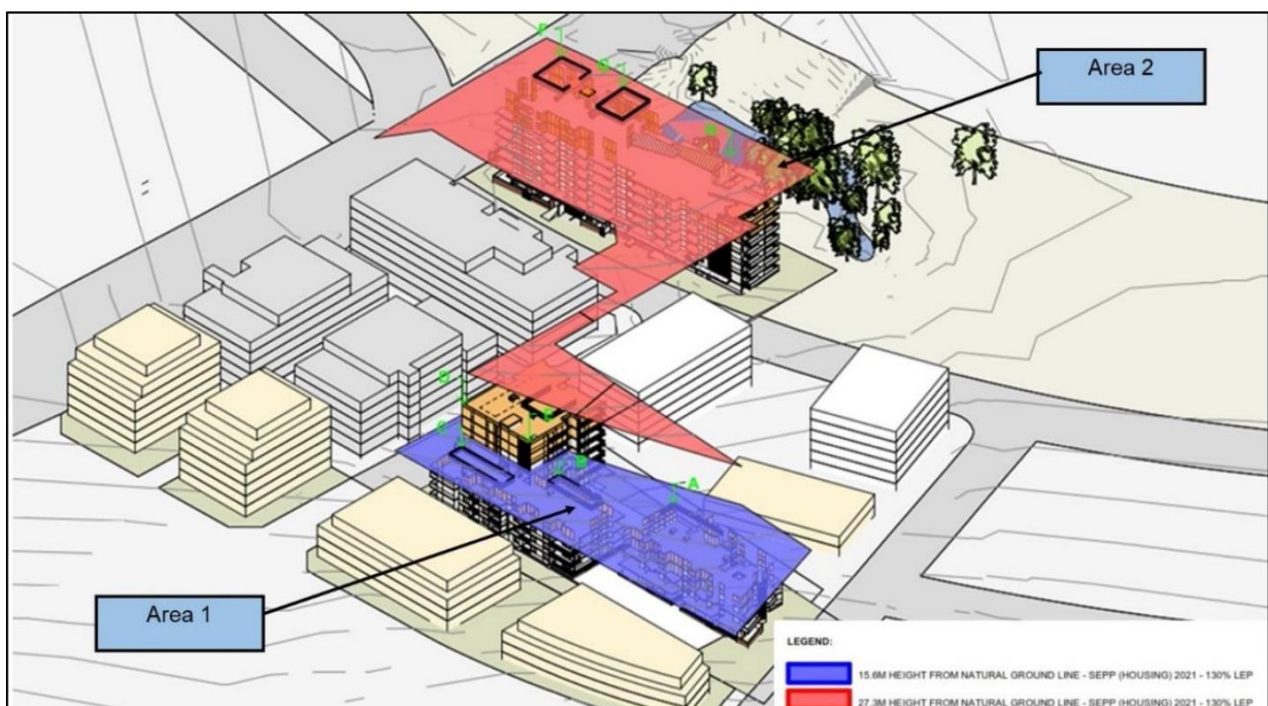 F
G
Area 2
D
E
C
B
A
Area 1
LEGEND:
15.6M HEIGHT FROM NATURAL GROUND LINE - SEPP (HOUSING) 2021 - 130% LEP
27.3M HEIGHT FROM NATURAL GROUND LINE - SEPP (HOUSING) 2021 - 130% LEP